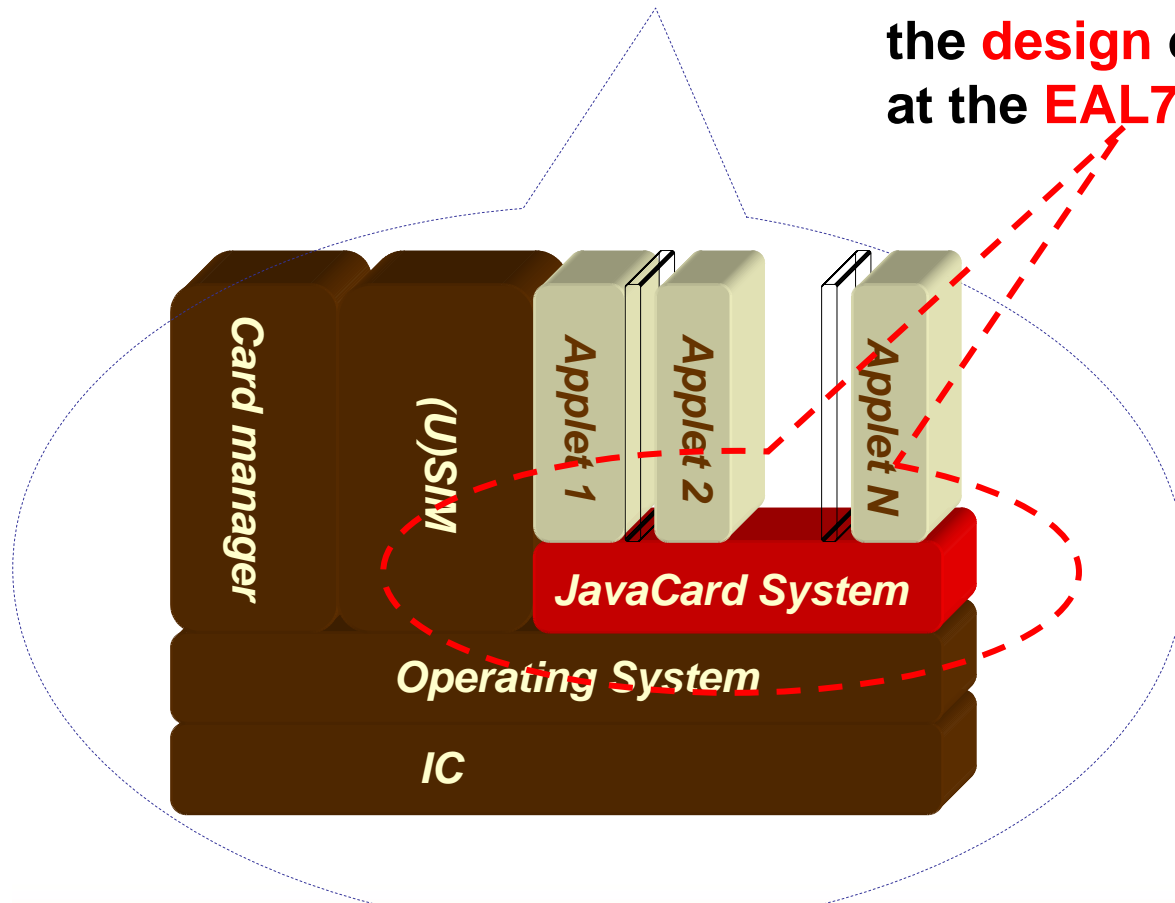 the design
at the EAL7
Card manager
(U)SIM
Applet 1
Applet 2
Applet N
JavaCard System
Operating System
IC